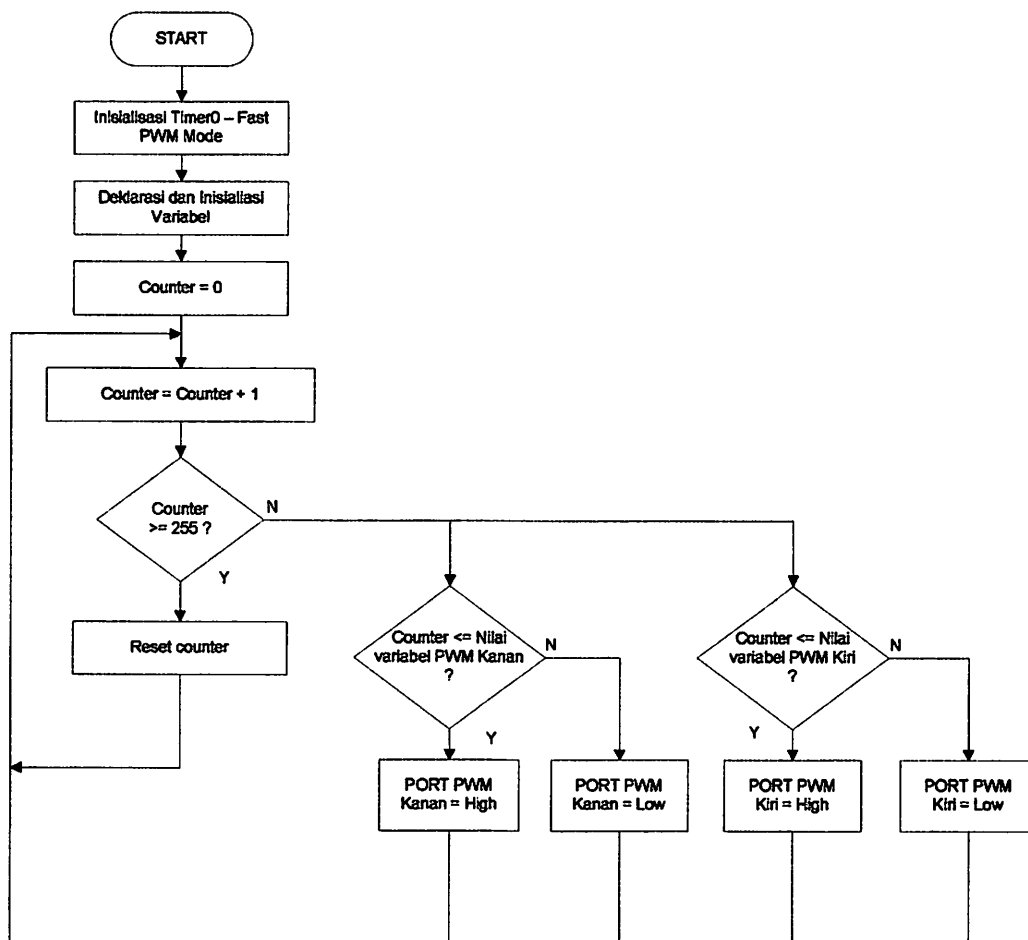 START
Inisialisasi Timer0 – Fast
PWM Mode
Deklarasi dan Inisialiasi
Variabel
Counter = 0
Counter = Counter + 1
Counter
>= 255 ?
N
Y
Reset counter
Counter <= Nilai
variabel PWM Kanan
?
N
Y
Counter <= Nilai
variabel PWM Kiri
?
N
Y
PORT PWM
Kanan = High
PORT PWM
Kanan = Low
PORT PWM
Kiri = High
PORT PWM
Kiri = Low